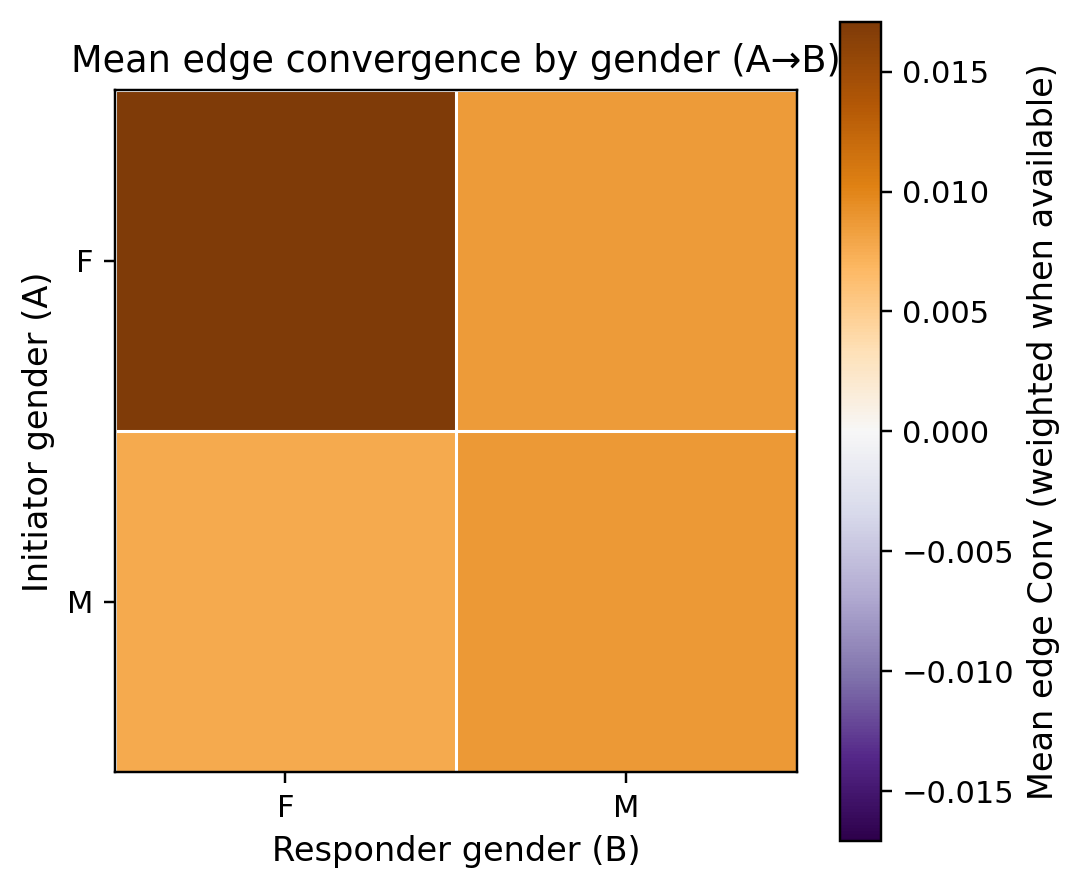 Mean edge convergence by gender (A→B)
Initiator gender (A)
F
M
F
M
Responder gender (B)
0.015
0.010
0.005
0.000
−0.005
−0.010
−0.015
Mean edge Conv (weighted when available)